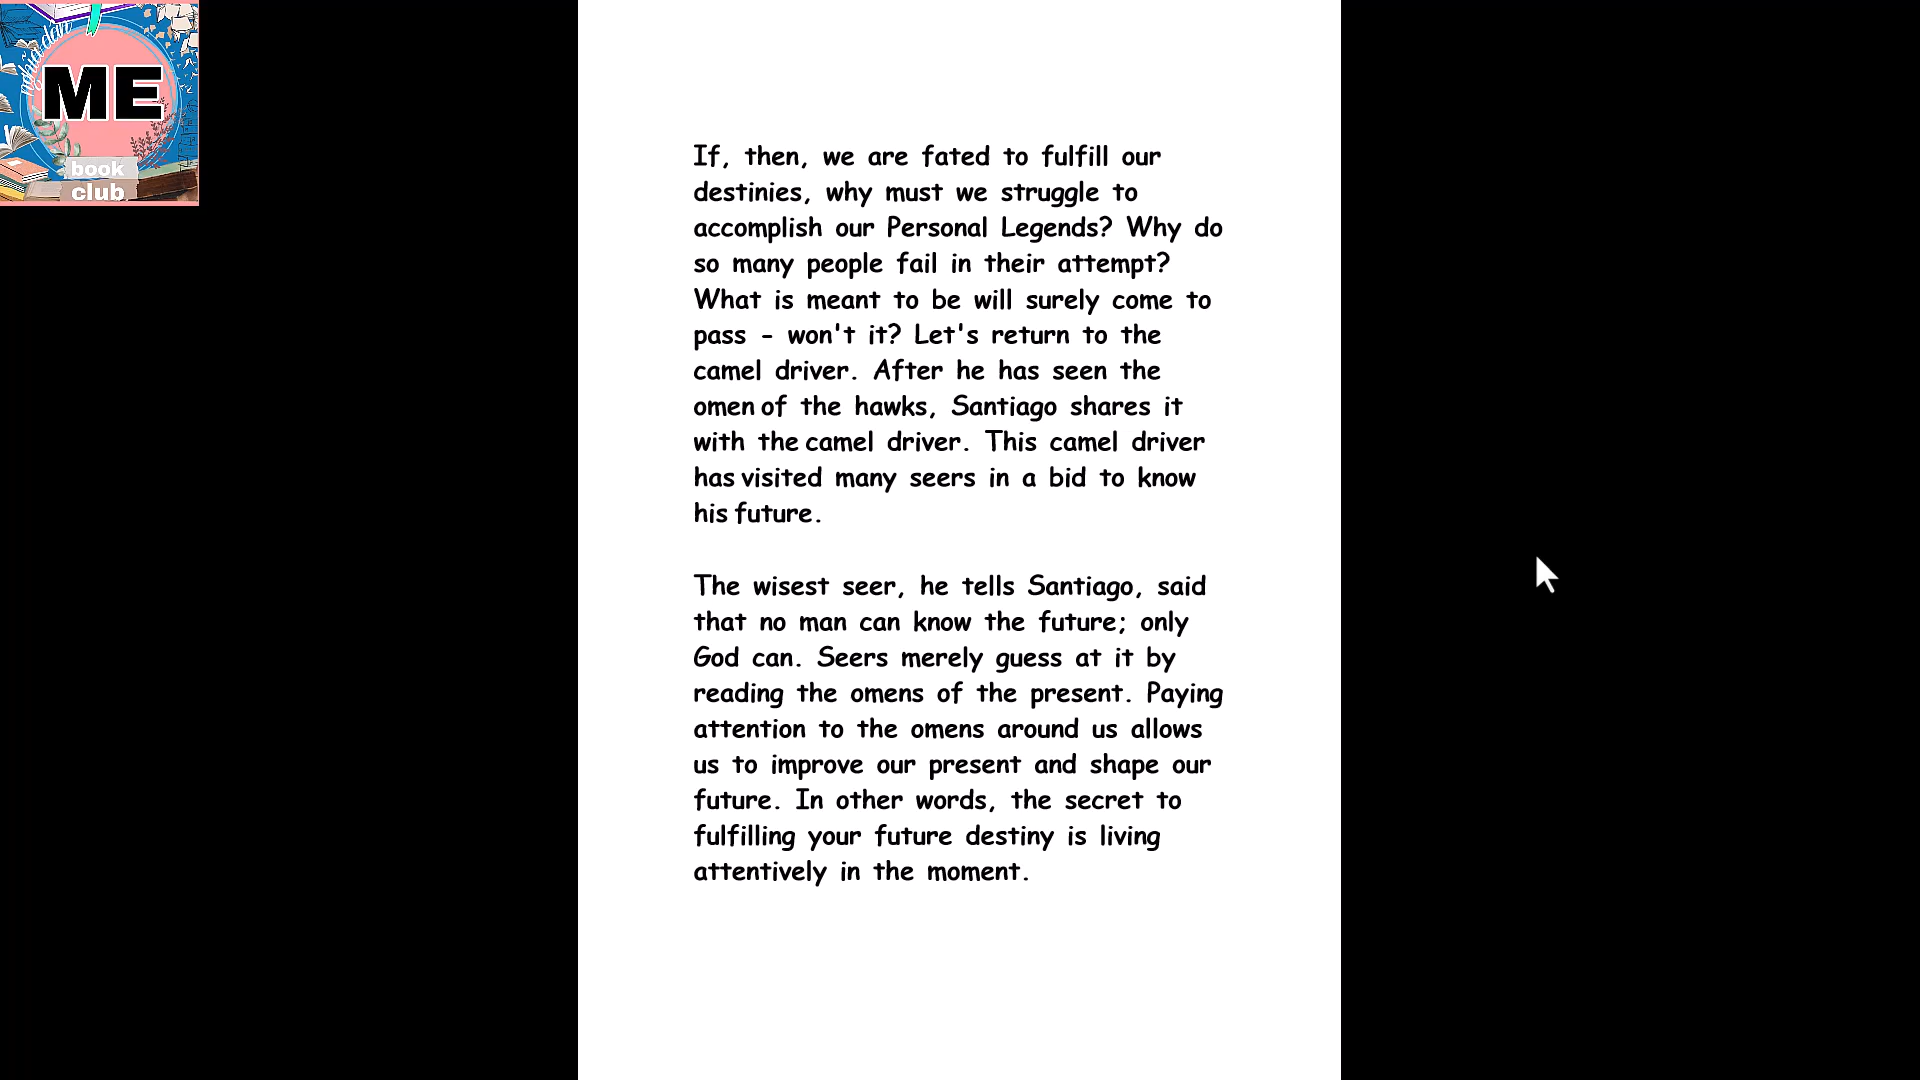 ME
book
club
If, then, we are fated to fulfill our
destinies, why must we struggle to
accomplish our Personal Legends? Why do
so many people fail in their attempt?
What is meant to be will surely come to
pass - won't it? Let's return to the
camel driver. After he has seen the
omen of the hawks, Santiago shares it
with the camel driver. This camel driver
has visited many seers in a bid to know
his future.
The wisest seer, he tells Santiago, said
that no man can know the future; only
God can. Seers merely guess at it by
reading the omens of the present. Paying
attention to the omens around us allows
us to improve our present and shape our
future. In other words, the secret to
fulfilling your future destiny is living
attentively in the moment.